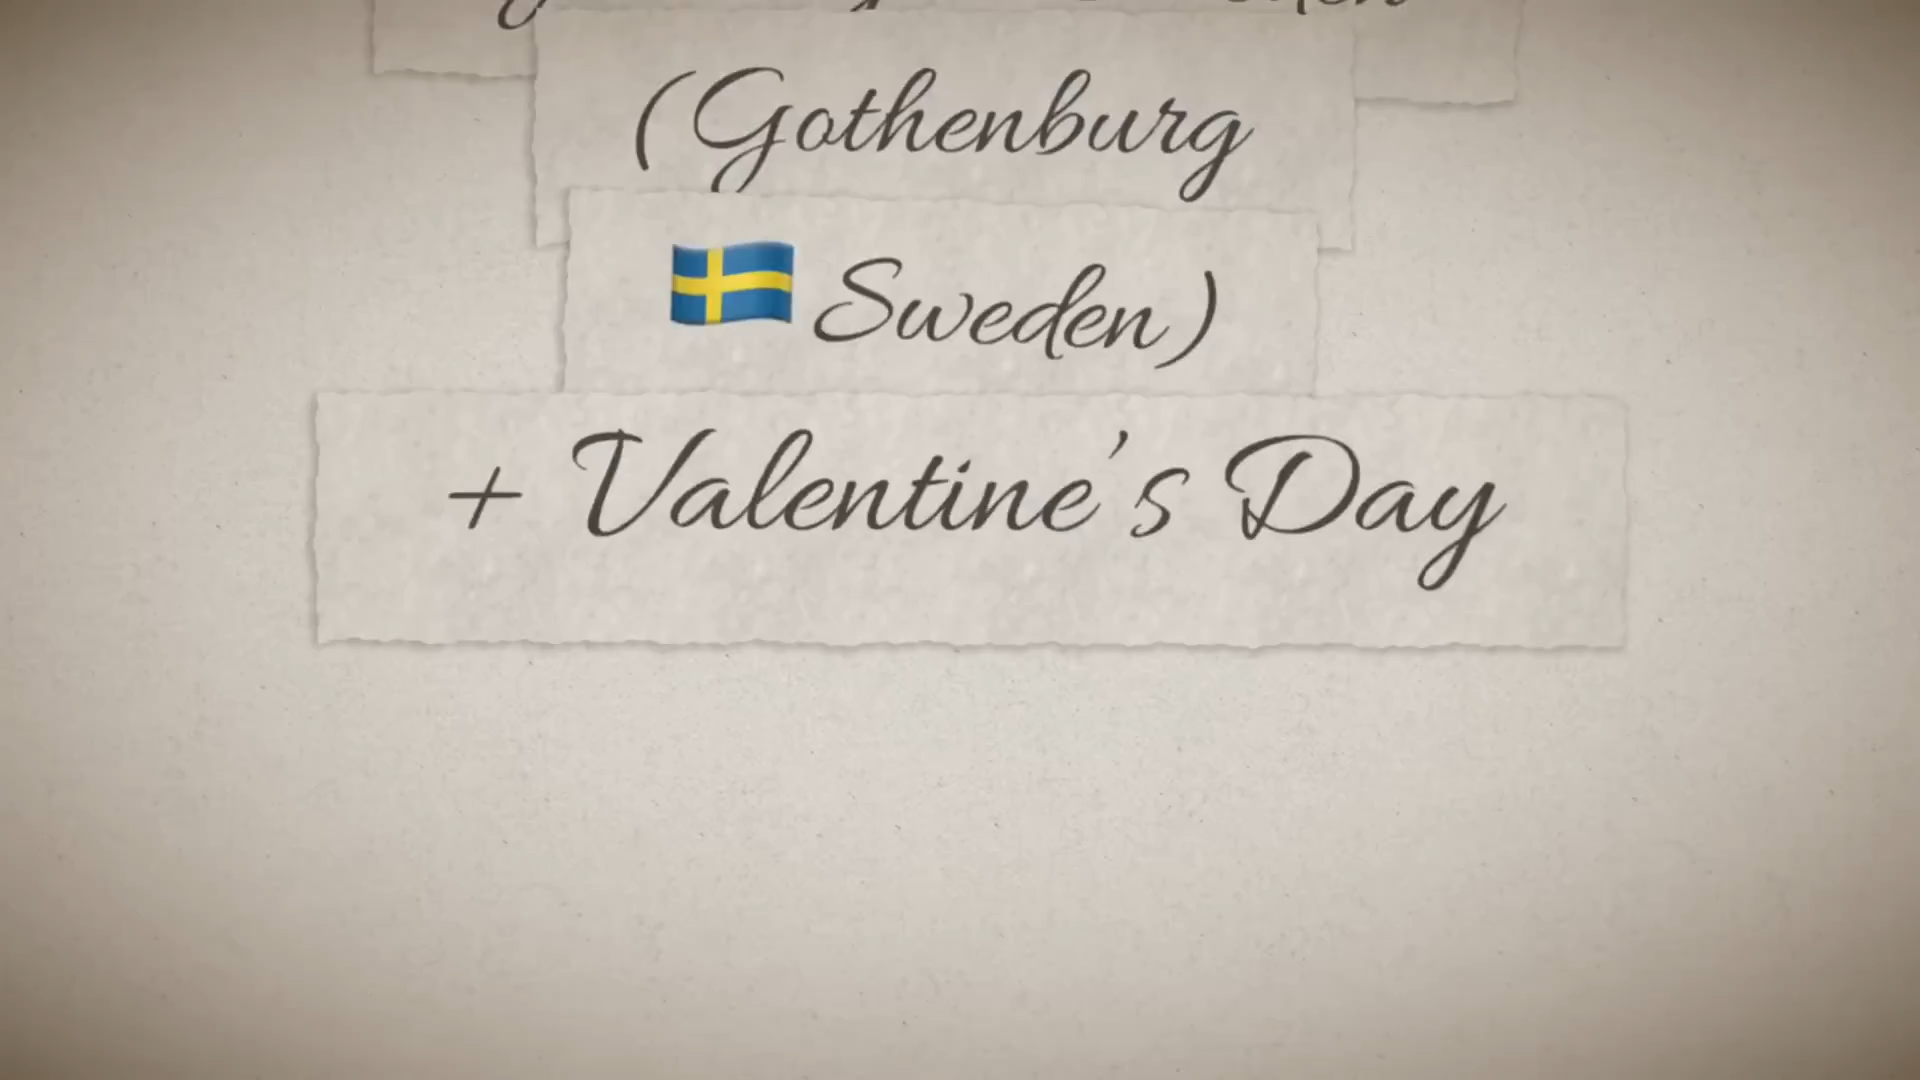 (Gothenburg
🇸🇪 Sweden)
+ Valentine's Day